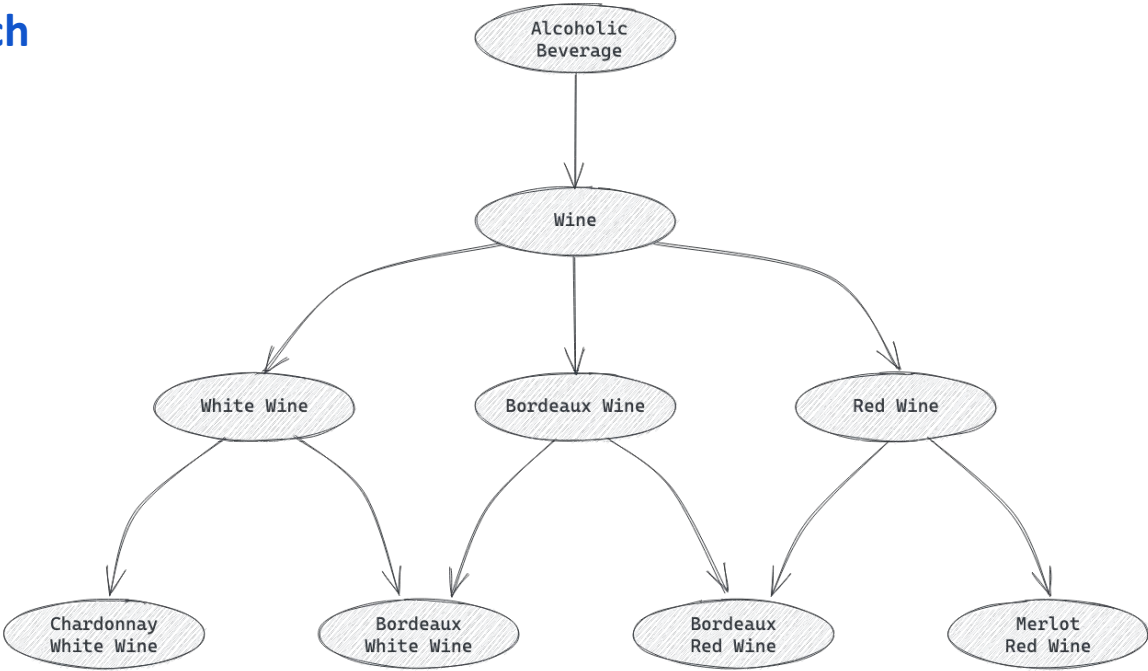 ch
Alcoholic
Beverage
Wine
White Wine
Bordeaux Wine
Red Wine
Chardonnay
White Wine
Bordeaux
White Wine
Bordeaux
Red Wine
Merlot
Red Wine